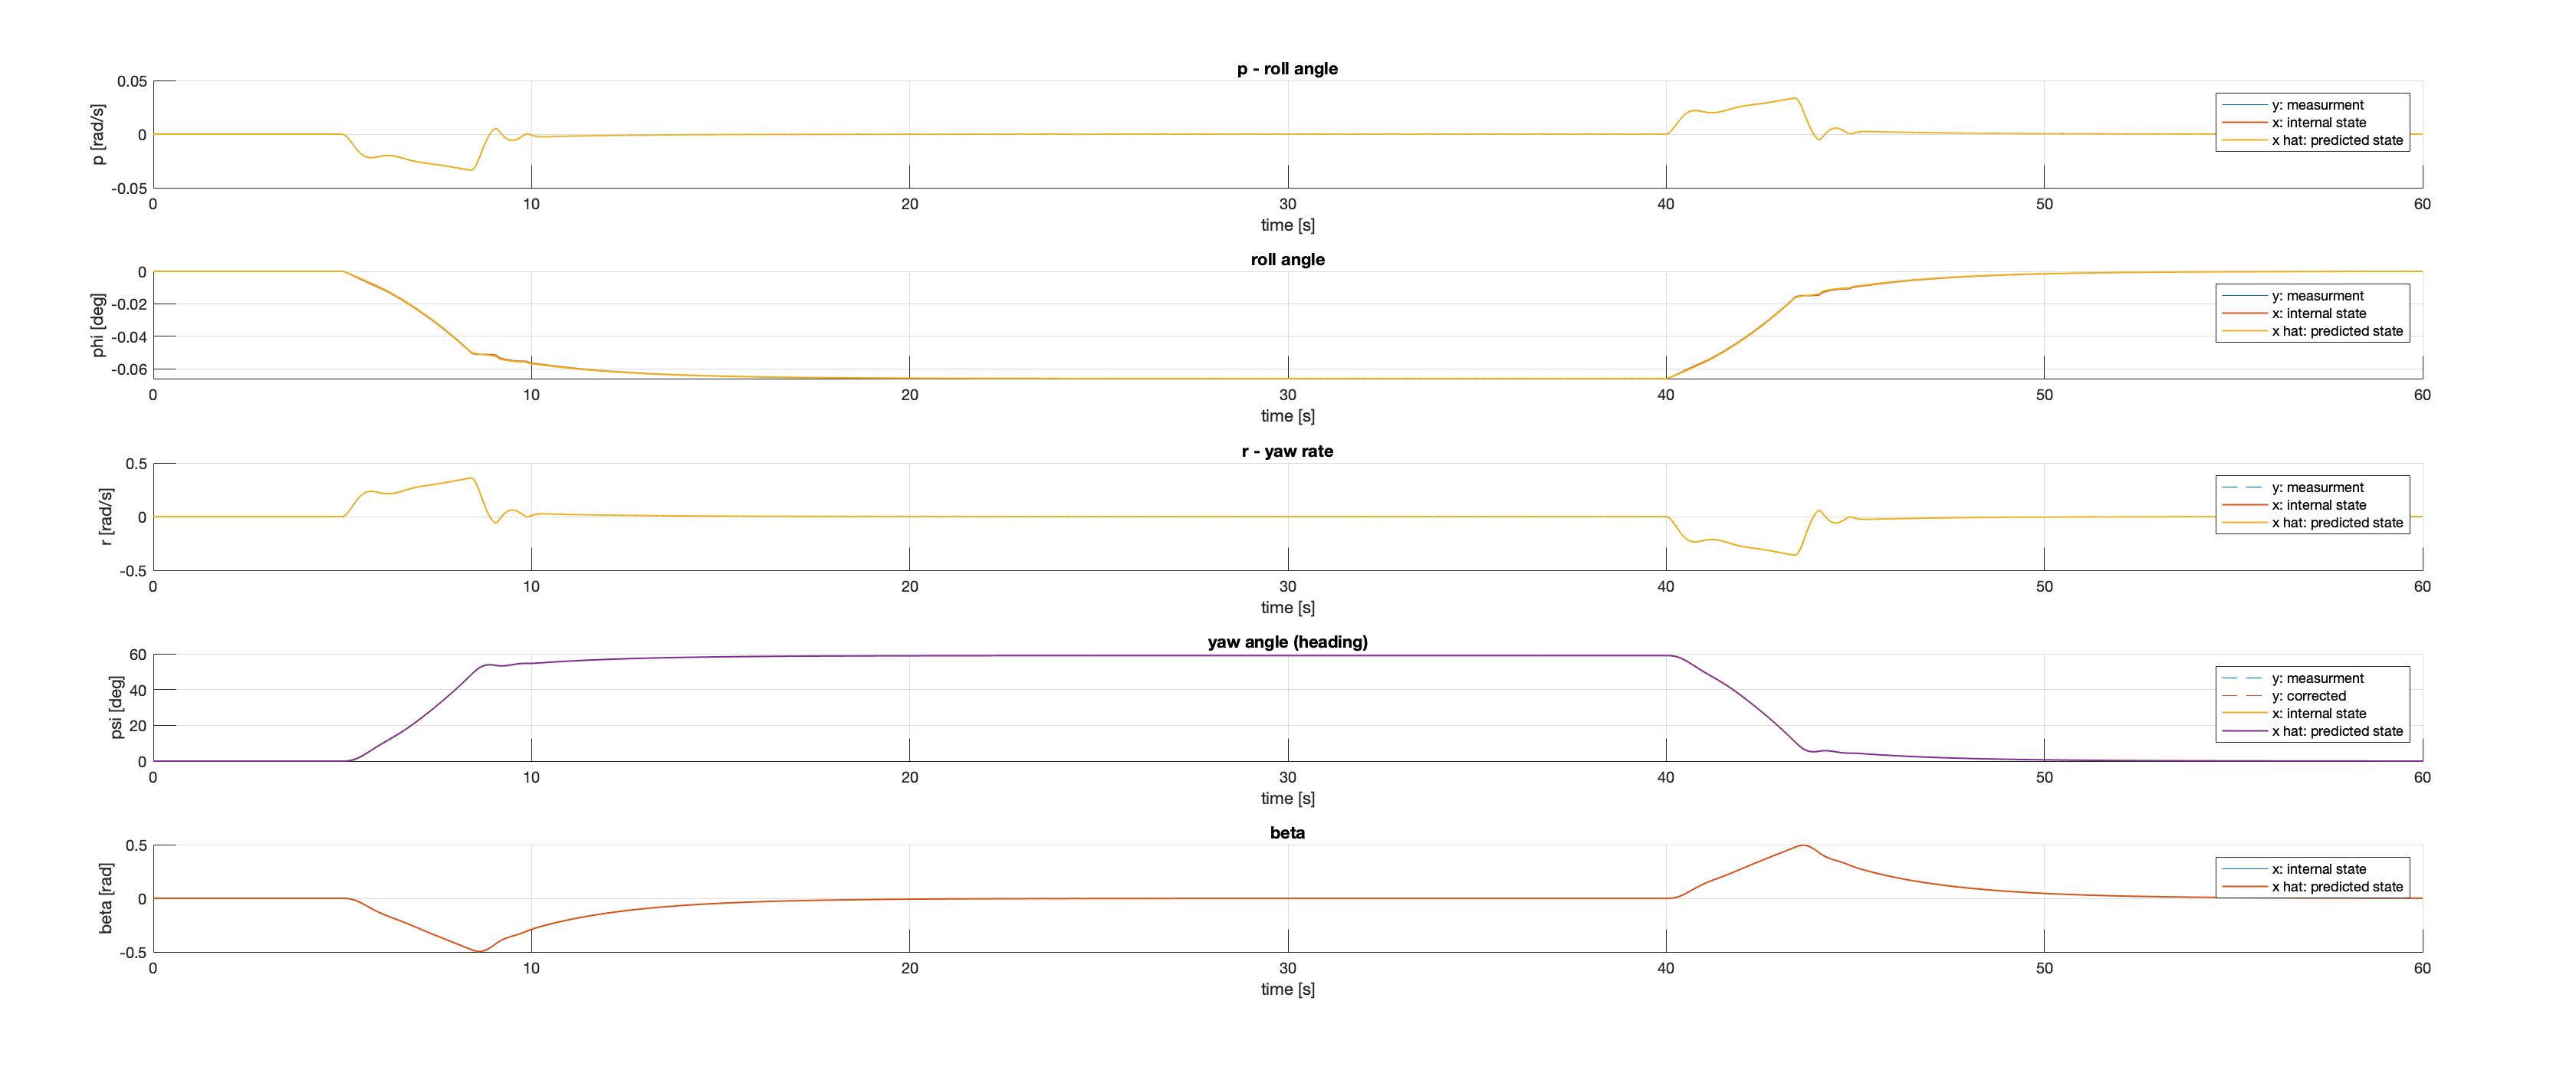 p - roll angle
0.05
0
-0.05
p [rad/s]
0 10 20 30 40 50 60
time [s]
y: measurment
x: internal state
x hat: predicted state
roll angle
0
-0.02
-0.04
-0.06
phi [deg]
0 10 20 30 40 50 60
time [s]
y: measurment
x: internal state
x hat: predicted state
r - yaw rate
0.5
0
-0.5
r [rad/s]
0 10 20 30 40 50 60
time [s]
y: measurment
x: internal state
x hat: predicted state
yaw angle (heading)
60
40
20
0
psi [deg]
0 10 20 30 40 50 60
time [s]
y: measurment
y: corrected
x: internal state
x hat: predicted state
beta
0.5
0
-0.5
beta [rad]
0 10 20 30 40 50 60
time [s]
x: internal state
x hat: predicted state